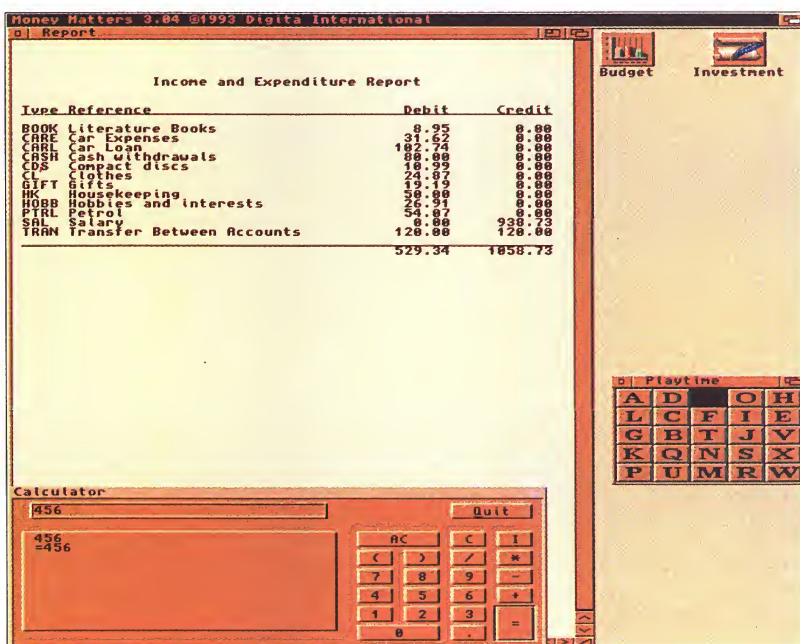 Money Matters 3.04 ©1993 Digita International
Report
Budget Investment
Income and Expenditure Report
Type Reference Debit Credit
BOOK Literature Books 8.95 0.00
CARE Car Expenses 31.62 0.00
CARL Car Loan 102.74 0.00
CASH Cash withdrawals 80.00 0.00
CDS Compact discs 10.99 0.00
CL Clothes 24.87 0.00
GIFT Gifts 19.19 0.00
HK Housekeeping 50.00 0.00
HOBB Hobbies and interests 26.91 0.00
PTRL Petrol 54.07 0.00
SAL Salary 0.00 938.73
TRAN Transfer Between Accounts 120.00 120.00
529.34 1058.73
Playtime
A D O H
L C F I E
G B T J V
K Q N S X
P U M R W
Calculator
456 Quit
456
=456
AC C I
( ) / *
7 8 9 -
4 5 6 +
1 2 3 =
0 .